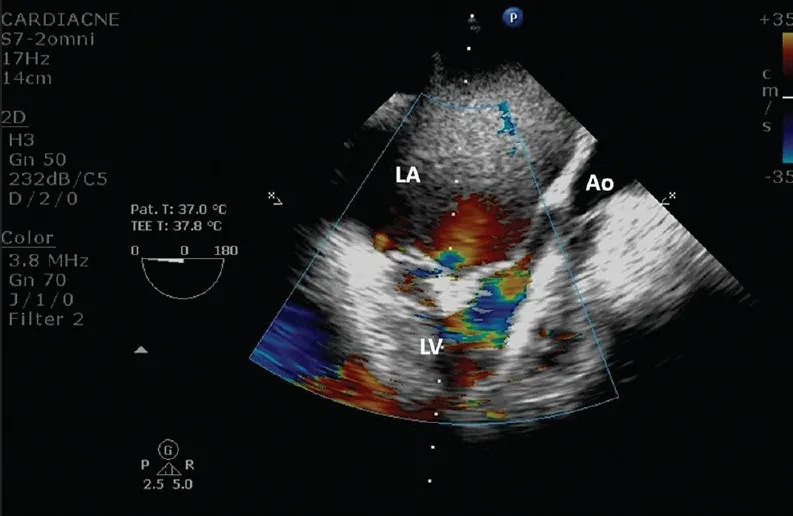 CARDIACNE
S7-2omni
17Hz
14cm
2D
H3
Gn 50
232dB/C5
D/2/0
Color
3.8 MHz
Gn 70
J/1/0
Filter 2
Pat. T: 37.0 °C
TEE T: 37.8 °C
0 0 180
G
P R
2.5 5.0
P
LA
Ao
LV
x
x
+35
c
m
/
s
-35